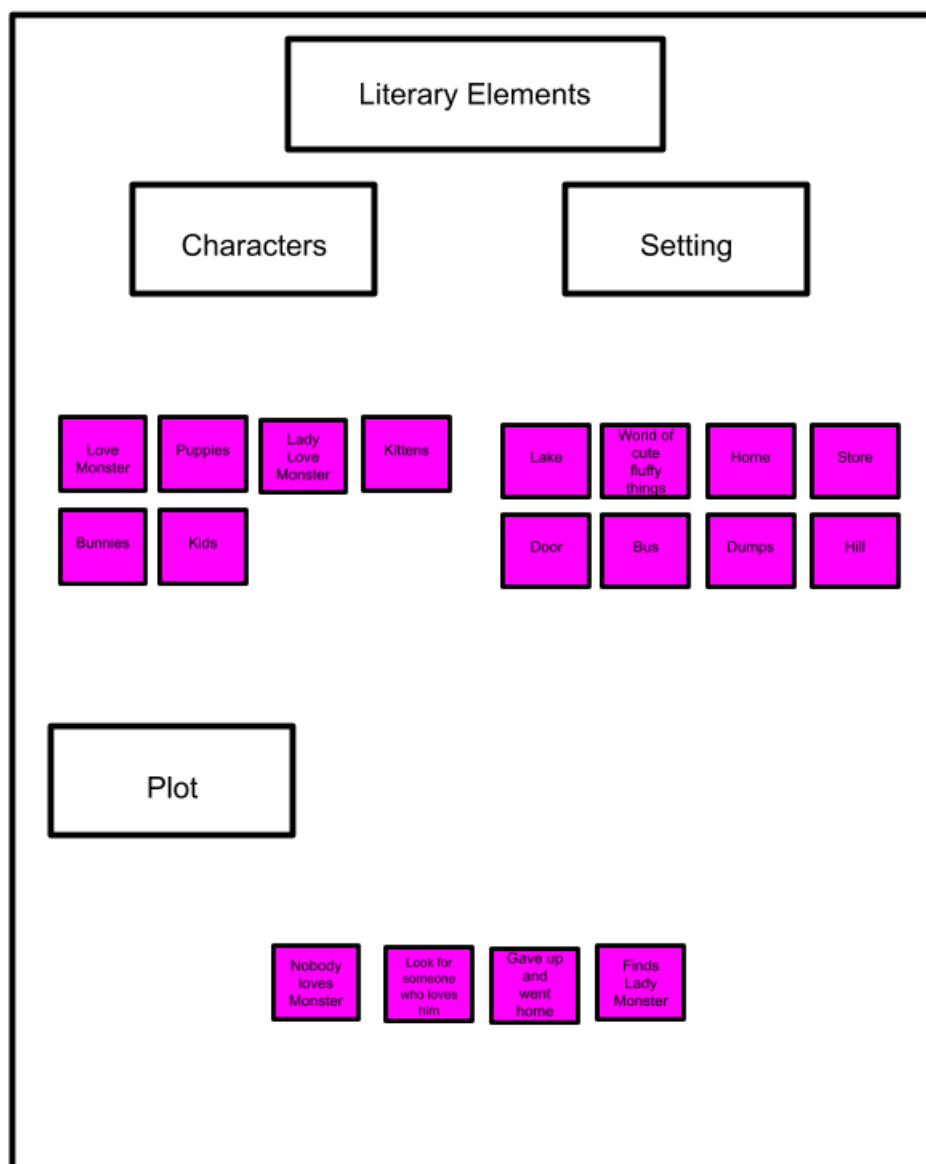 Literary Elements
Characters
Setting
Love
Monster
Puppies
Lady
Love
Monster
Kittens
Lake
World of
cute
fluffy
things
Home
Store
Bunnies
Kids
Door
Bus
Dumps
Hill
Plot
Nobody
loves
Monster
Look for
someone
who loves
him
Gave up
and
went
home
Finds
Lady
Monster